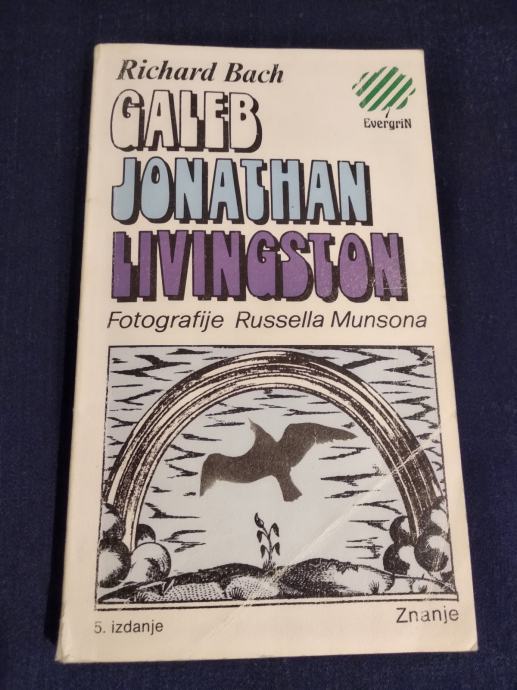 Richard Bach
EvergriN
GALEB
JONATHAN
LIVINGSTON
Fotografije Russella Munsona
5. izdanje
Znanje